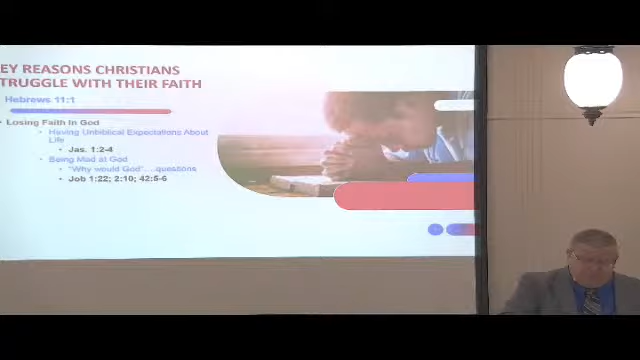 EY REASONS CHRISTIANS
TRUGGLE WITH THEIR FAITH
Hebrews 11:1
• Losing Faith in God
• Having Unbiblical Expectations About
Life
• Jas. 1:2-4
• Being Mad at God
• "Why would God"....questions
• Job 1:22; 2:10; 42:5-6